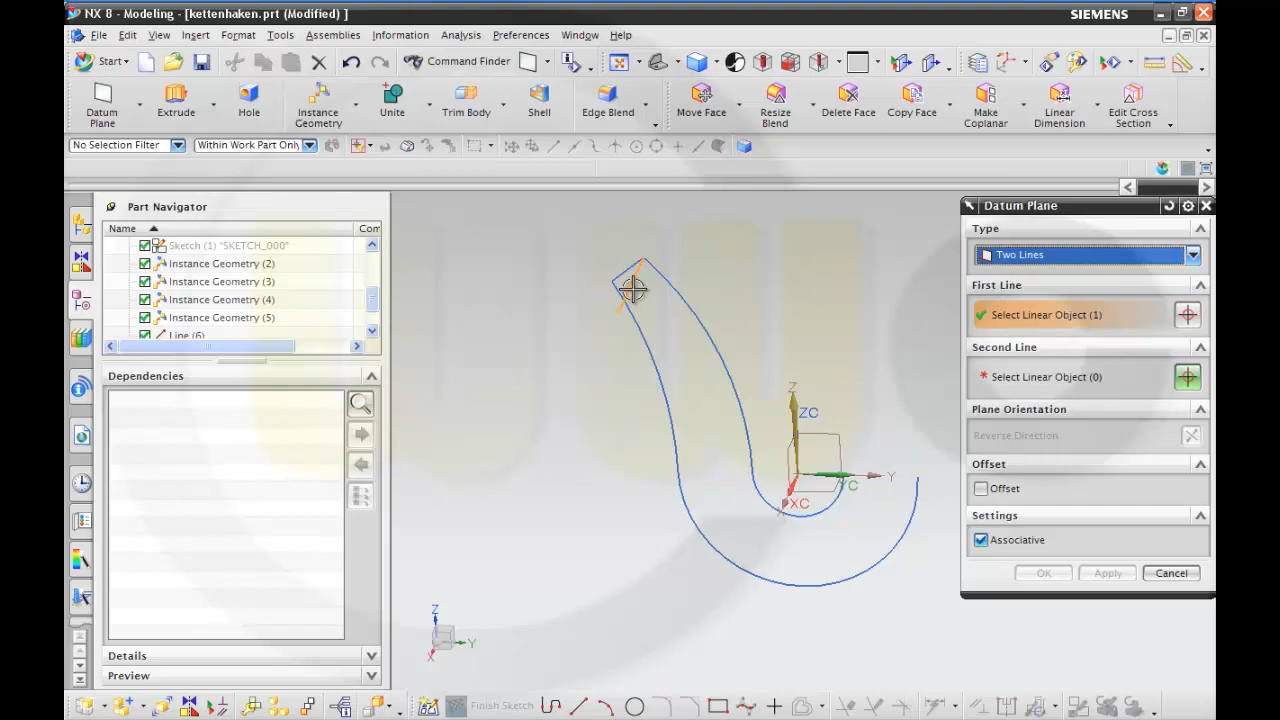 NX 8 - Modeling - [kettenhaken.prt (Modified) ]
SIEMENS
File Edit View Insert Format Tools Assemblies Information Analysis Preferences Window Help
Start
Command Finder
Datum Plane
Extrude
Hole
Instance Geometry
Unite
Trim Body
Shell
Edge Blend
Move Face
Resize Blend
Delete Face
Copy Face
Make Coplanar
Linear Dimension
Edit Cross Section
No Selection Filter
Within Work Part Only
Part Navigator
Name
Com
Sketch (1) "SKETCH_000"
Instance Geometry (2)
Instance Geometry (3)
Instance Geometry (4)
Instance Geometry (5)
Line (6)
Dependencies
Details
Preview
Z
ZC
Y
YC
XC
X
Z
Y
X
Datum Plane
Type
Two Lines
First Line
Select Linear Object (1)
Second Line
* Select Linear Object (0)
Plane Orientation
Reverse Direction
Offset
Offset
Settings
Associative
OK
Apply
Cancel
Finish Sketch